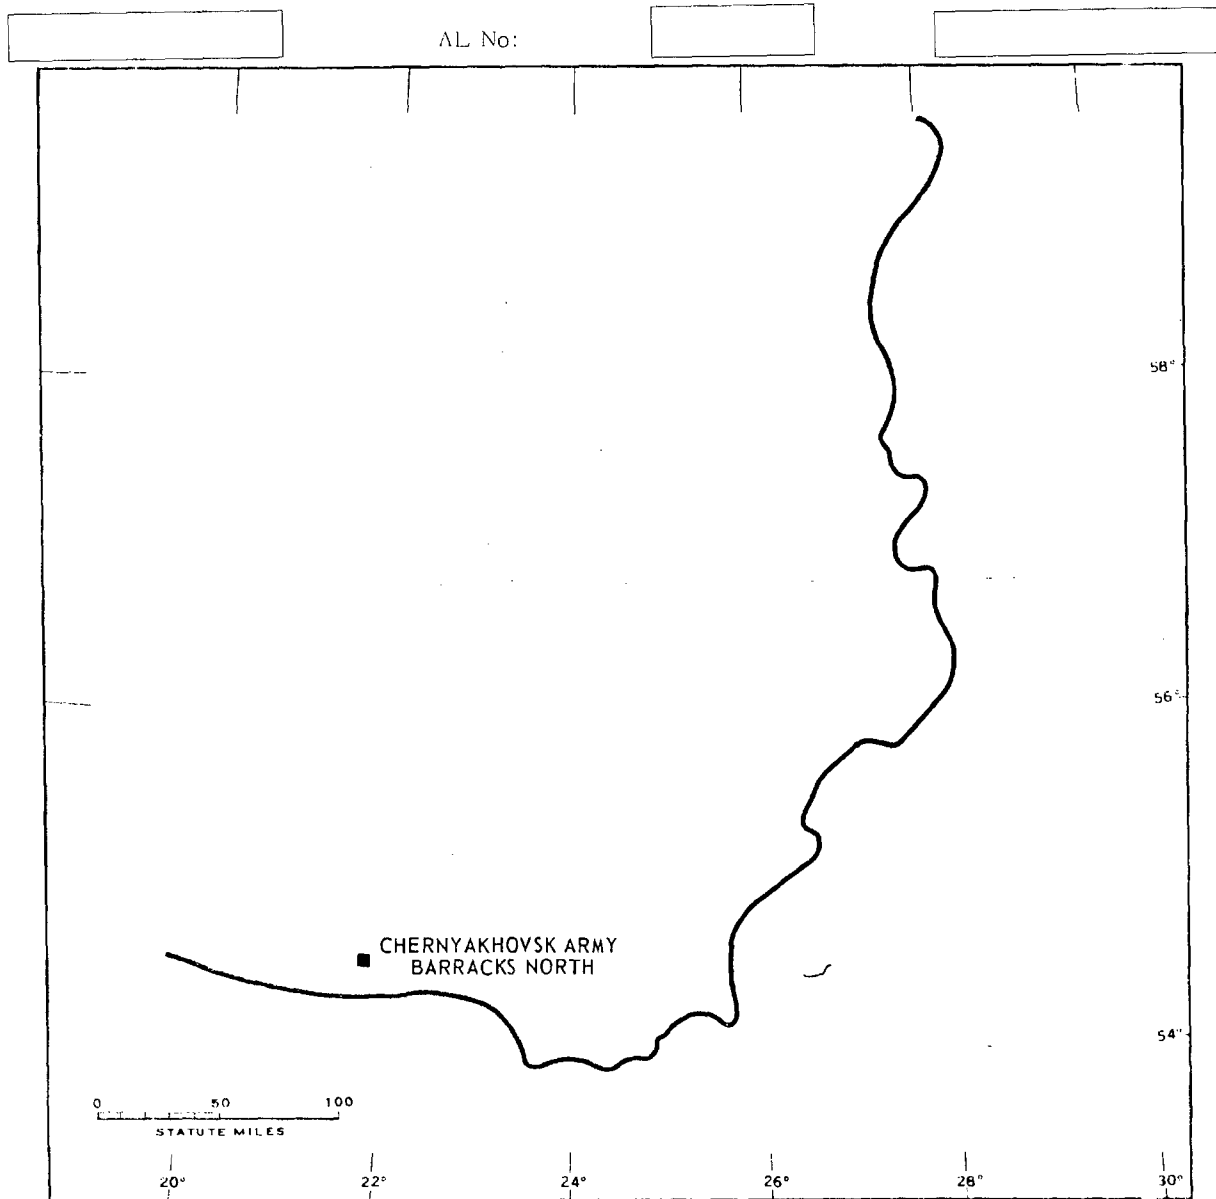 AL No:
58°
56°
CHERNYAKHOVSK ARMY
BARRACKS NORTH
54°
0 50 100
STATUTE MILES
20° 22° 24° 26° 28° 30°